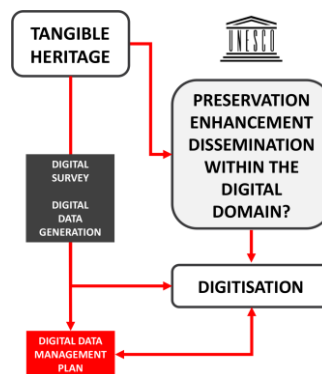 TANGIBLE
HERITAGE
UNESCO
PRESERVATION
ENHANCEMENT
DISSEMINATION
WITHIN THE
DIGITAL
DOMAIN?
DIGITAL
SURVEY
DIGITAL
DATA
GENERATION
DIGITISATION
DIGITAL DATA
MANAGEMENT
PLAN